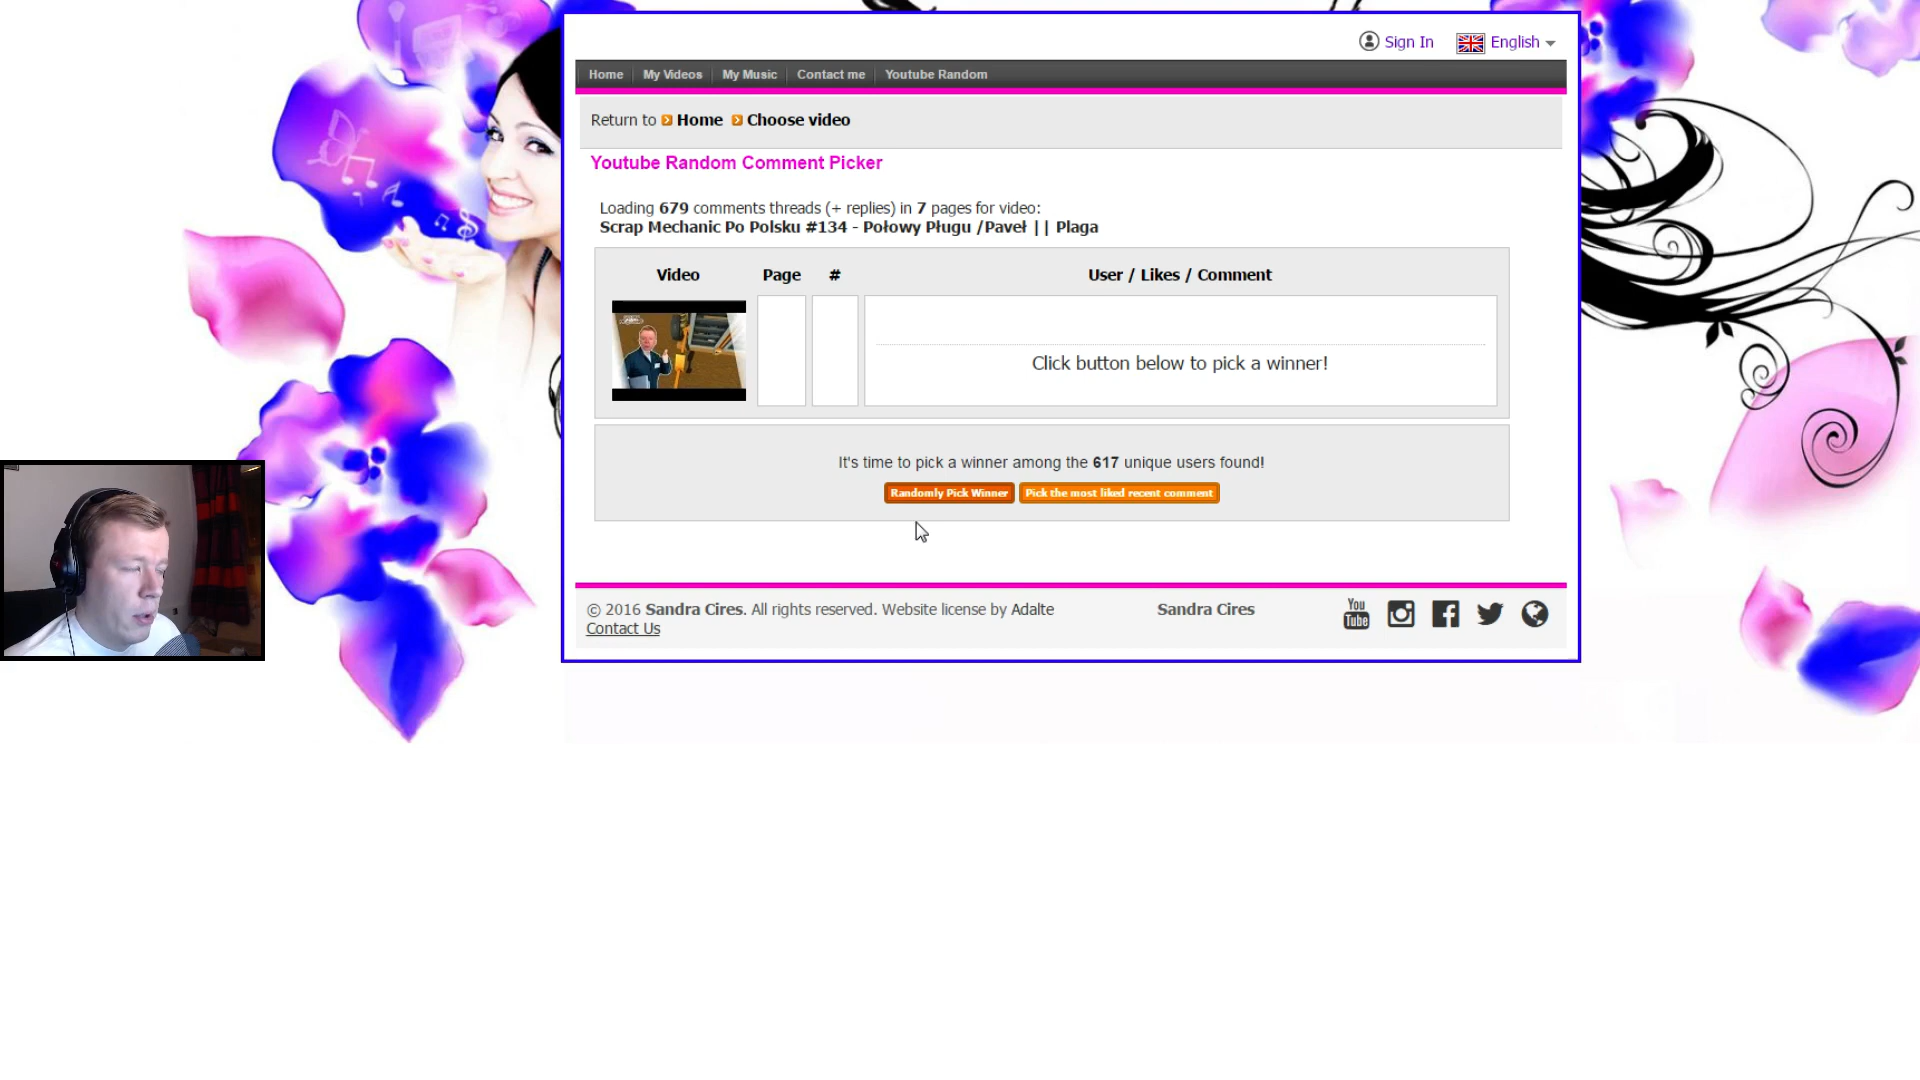 Sign In
English
Home
My Videos
My Music
Contact me
Youtube Random
Return to Home Choose video
Youtube Random Comment Picker
Loading 679 comments threads (+ replies) in 7 pages for video:
Scrap Mechanic Po Polsku #134 - Połowy Pługu /Paveł || Plaga
Video Page # User / Likes / Comment
Click button below to pick a winner!
It's time to pick a winner among the 617 unique users found!
Randomly Pick Winner
Pick the most liked recent comment
© 2016 Sandra Cires. All rights reserved. Website license by Adalte
Contact Us
Sandra Cires
You
Tube